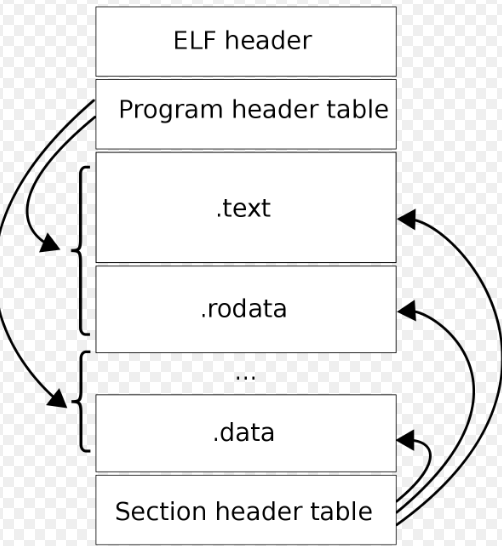 ELF header
Program header table
.text
.rodata
...
.data
Section header table